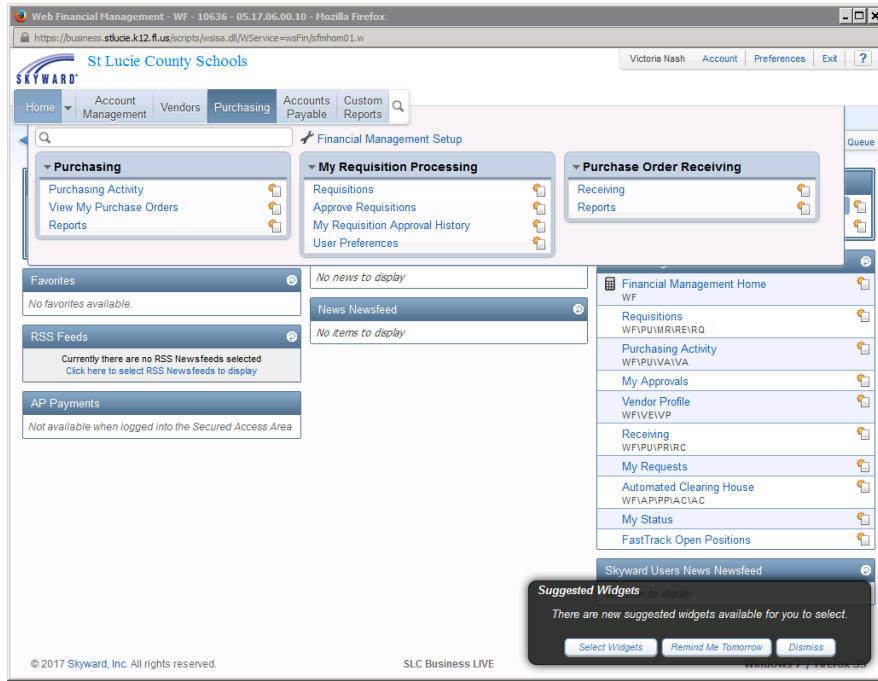 Web Financial Management - WF - 10636 - 05.17.06.00.10 - Mozilla Firefox
https://business.stlucie.k12.fl.us/scripts/wsisa.dll/WService=wsFin/sfmhom01.w
SKYWARD
St Lucie County Schools
Victoria Nash Account Preferences Exit ?
Home Account Management Vendors Purchasing Accounts Payable Custom Reports
Financial Management Setup
Queue
Purchasing
Purchasing Activity
View My Purchase Orders
Reports
My Requisition Processing
Requisitions
Approve Requisitions
My Requisition Approval History
User Preferences
Purchase Order Receiving
Receiving
Reports
Favorites
No favorites available.
RSS Feeds
Currently there are no RSS Newsfeeds selected
Click here to select RSS Newsfeeds to display
AP Payments
Not available when logged into the Secured Access Area
No news to display
News Newsfeed
No items to display
Financial Management Home
WF
Requisitions
WF\PU\MR\RE\RQ
Purchasing Activity
WF\PU\VA\VA
My Approvals
Vendor Profile
WF\VE\VP
Receiving
WF\PU\PR\RC
My Requests
Automated Clearing House
WF\AP\PP\AC\AC
My Status
FastTrack Open Positions
Skyward Users News Newsfeed
Suggested Widgets
There are new suggested widgets available for you to select.
Select Widgets Remind Me Tomorrow Dismiss
© 2017 Skyward, Inc. All rights reserved.
SLC Business LIVE